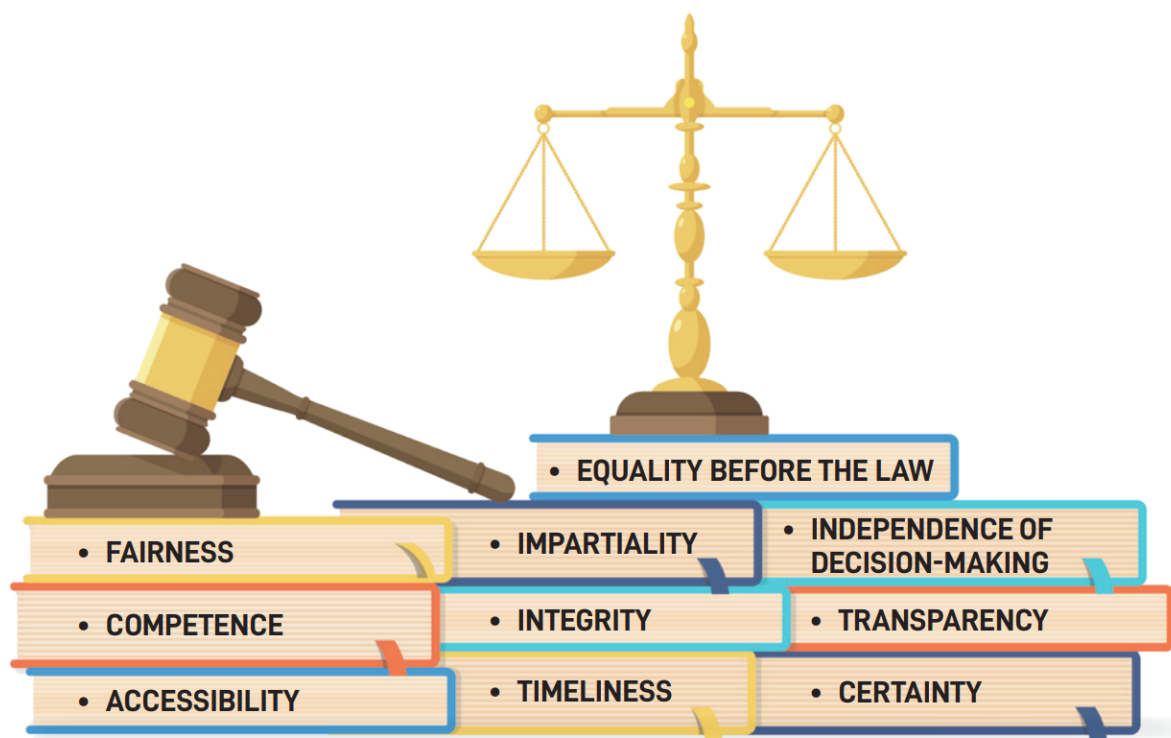 • EQUALITY BEFORE THE LAW
• FAIRNESS
• IMPARTIALITY
• INDEPENDENCE OF
DECISION-MAKING
• COMPETENCE
• INTEGRITY
• TRANSPARENCY
• ACCESSIBILITY
• TIMELINESS
• CERTAINTY